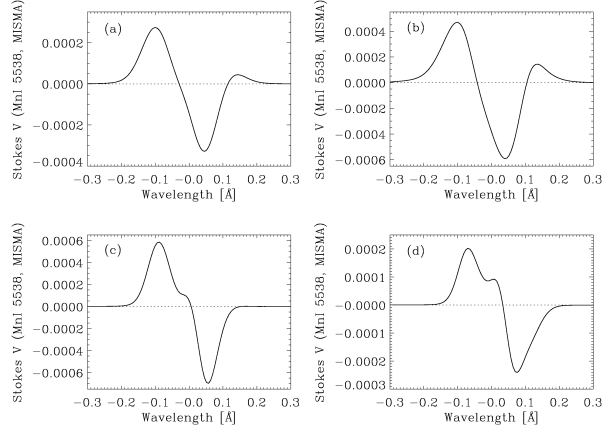 (a)
Stokes V (MnI 5538, MISMA)
0.0002
0.0000
−0.0002
−0.0004
−0.3 −0.2 −0.1 −0.0 0.1 0.2 0.3
Wavelength [Å]
(b)
Stokes V (MnI 5538, MISMA)
0.0004
0.0002
0.0000
−0.0002
−0.0004
−0.0006
−0.3 −0.2 −0.1 −0.0 0.1 0.2 0.3
Wavelength [Å]
(c)
Stokes V (MnI 5538, MISMA)
0.0006
0.0004
0.0002
0.0000
−0.0002
−0.0004
−0.0006
−0.3 −0.2 −0.1 −0.0 0.1 0.2 0.3
Wavelength [Å]
(d)
Stokes V (MnI 5538, MISMA)
0.0002
0.0001
−0.0000
−0.0001
−0.0002
−0.0003
−0.3 −0.2 −0.1 −0.0 0.1 0.2 0.3
Wavelength [Å]